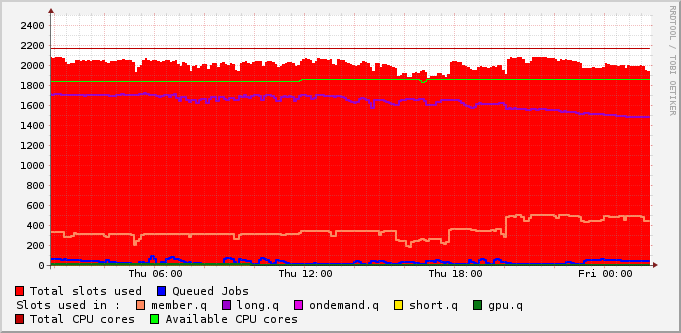 RRDTOOL / TOBI OETIKER
2400
2200
2000
1800
1600
1400
1200
1000
800
600
400
200
0
Thu 06:00 Thu 12:00 Thu 18:00 Fri 00:00
Total slots used Queued Jobs
Slots used in : member.q long.q ondemand.q short.q gpu.q
Total CPU cores Available CPU cores